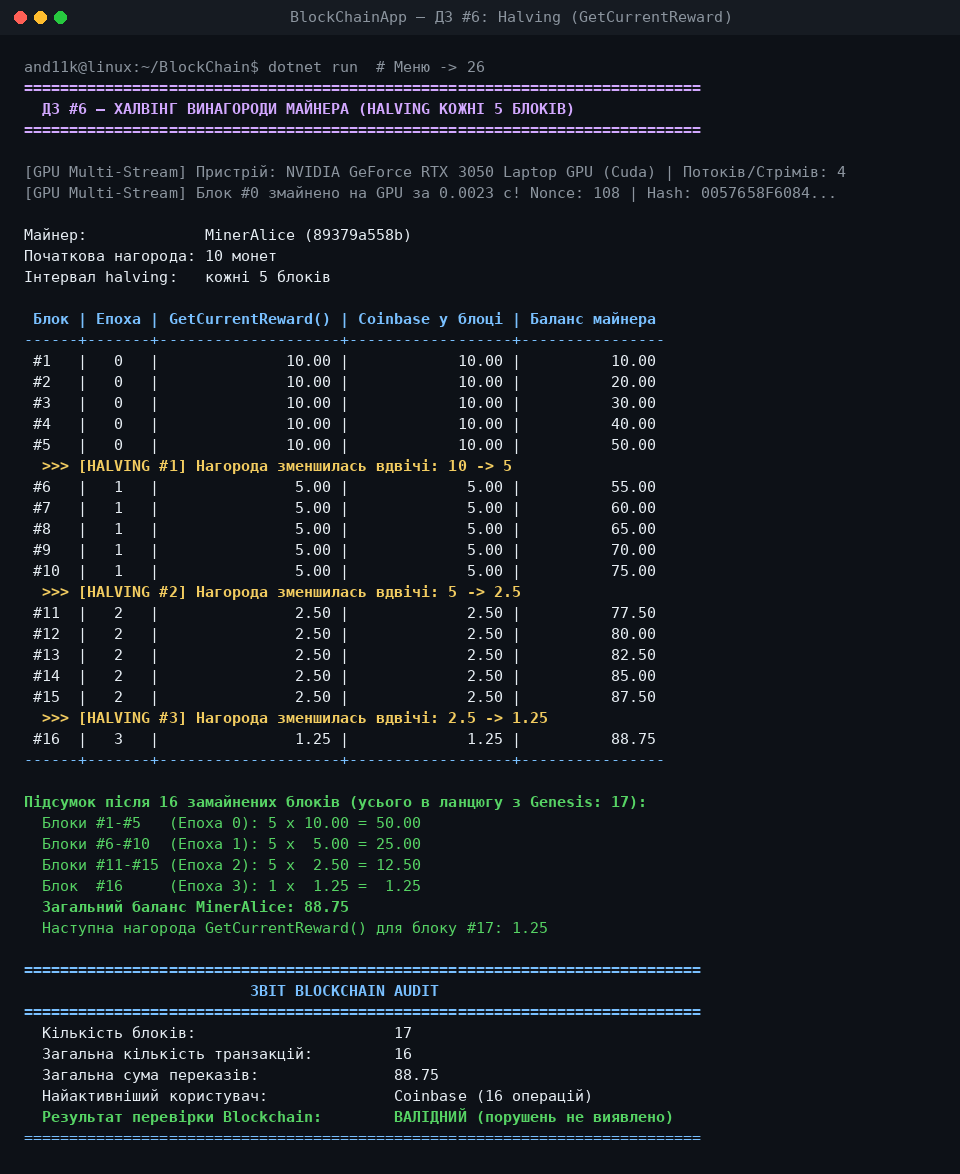 BlockChainApp — ДЗ #6: Halving (GetCurrentReward)
and11k@linux:~/BlockChain$ dotnet run  # Меню -> 26
===========================================================================
  ДЗ #6 — ХАЛВІНГ ВИНАГОРОДИ МАЙНЕРА (HALVING КОЖНІ 5 БЛОКІВ)
===========================================================================
[GPU Multi-Stream] Пристрій: NVIDIA GeForce RTX 3050 Laptop GPU (Cuda) | Потоків/Стрімів: 4
[GPU Multi-Stream] Блок #0 змайнено на GPU за 0.0023 с! Nonce: 108 | Hash: 0057658F6084...
Майнер:             MinerAlice (89379a558b)
Початкова нагорода: 10 монет
Інтервал halving:   кожні 5 блоків
 Блок | Епоха | GetCurrentReward() | Coinbase у блоці | Баланс майнера
------+-------+--------------------+------------------+----------------
 #1   |   0   |              10.00 |            10.00 |          10.00
 #2   |   0   |              10.00 |            10.00 |          20.00
 #3   |   0   |              10.00 |            10.00 |          30.00
 #4   |   0   |              10.00 |            10.00 |          40.00
 #5   |   0   |              10.00 |            10.00 |          50.00
  >>> [HALVING #1] Нагорода зменшилась вдвічі: 10 -> 5
 #6   |   1   |               5.00 |             5.00 |          55.00
 #7   |   1   |               5.00 |             5.00 |          60.00
 #8   |   1   |               5.00 |             5.00 |          65.00
 #9   |   1   |               5.00 |             5.00 |          70.00
 #10  |   1   |               5.00 |             5.00 |          75.00
  >>> [HALVING #2] Нагорода зменшилась вдвічі: 5 -> 2.5
 #11  |   2   |               2.50 |             2.50 |          77.50
 #12  |   2   |               2.50 |             2.50 |          80.00
 #13  |   2   |               2.50 |             2.50 |          82.50
 #14  |   2   |               2.50 |             2.50 |          85.00
 #15  |   2   |               2.50 |             2.50 |          87.50
  >>> [HALVING #3] Нагорода зменшилась вдвічі: 2.5 -> 1.25
 #16  |   3   |               1.25 |             1.25 |          88.75
------+-------+--------------------+------------------+----------------
Підсумок після 16 замайнених блоків (усього в ланцюгу з Genesis: 17):
  Блоки #1-#5   (Епоха 0): 5 x 10.00 = 50.00
  Блоки #6-#10  (Епоха 1): 5 x  5.00 = 25.00
  Блоки #11-#15 (Епоха 2): 5 x  2.50 = 12.50
  Блок  #16     (Епоха 3): 1 x  1.25 =  1.25
  Загальний баланс MinerAlice: 88.75
  Наступна нагорода GetCurrentReward() для блоку #17: 1.25
===========================================================================
                         ЗВІТ BLOCKCHAIN AUDIT
===========================================================================
  Кількість блоків:                      17
  Загальна кількість транзакцій:         16
  Загальна сума переказів:               88.75
  Найактивніший користувач:              Coinbase (16 операцій)
  Результат перевірки Blockchain:        ВАЛІДНИЙ (порушень не виявлено)
===========================================================================